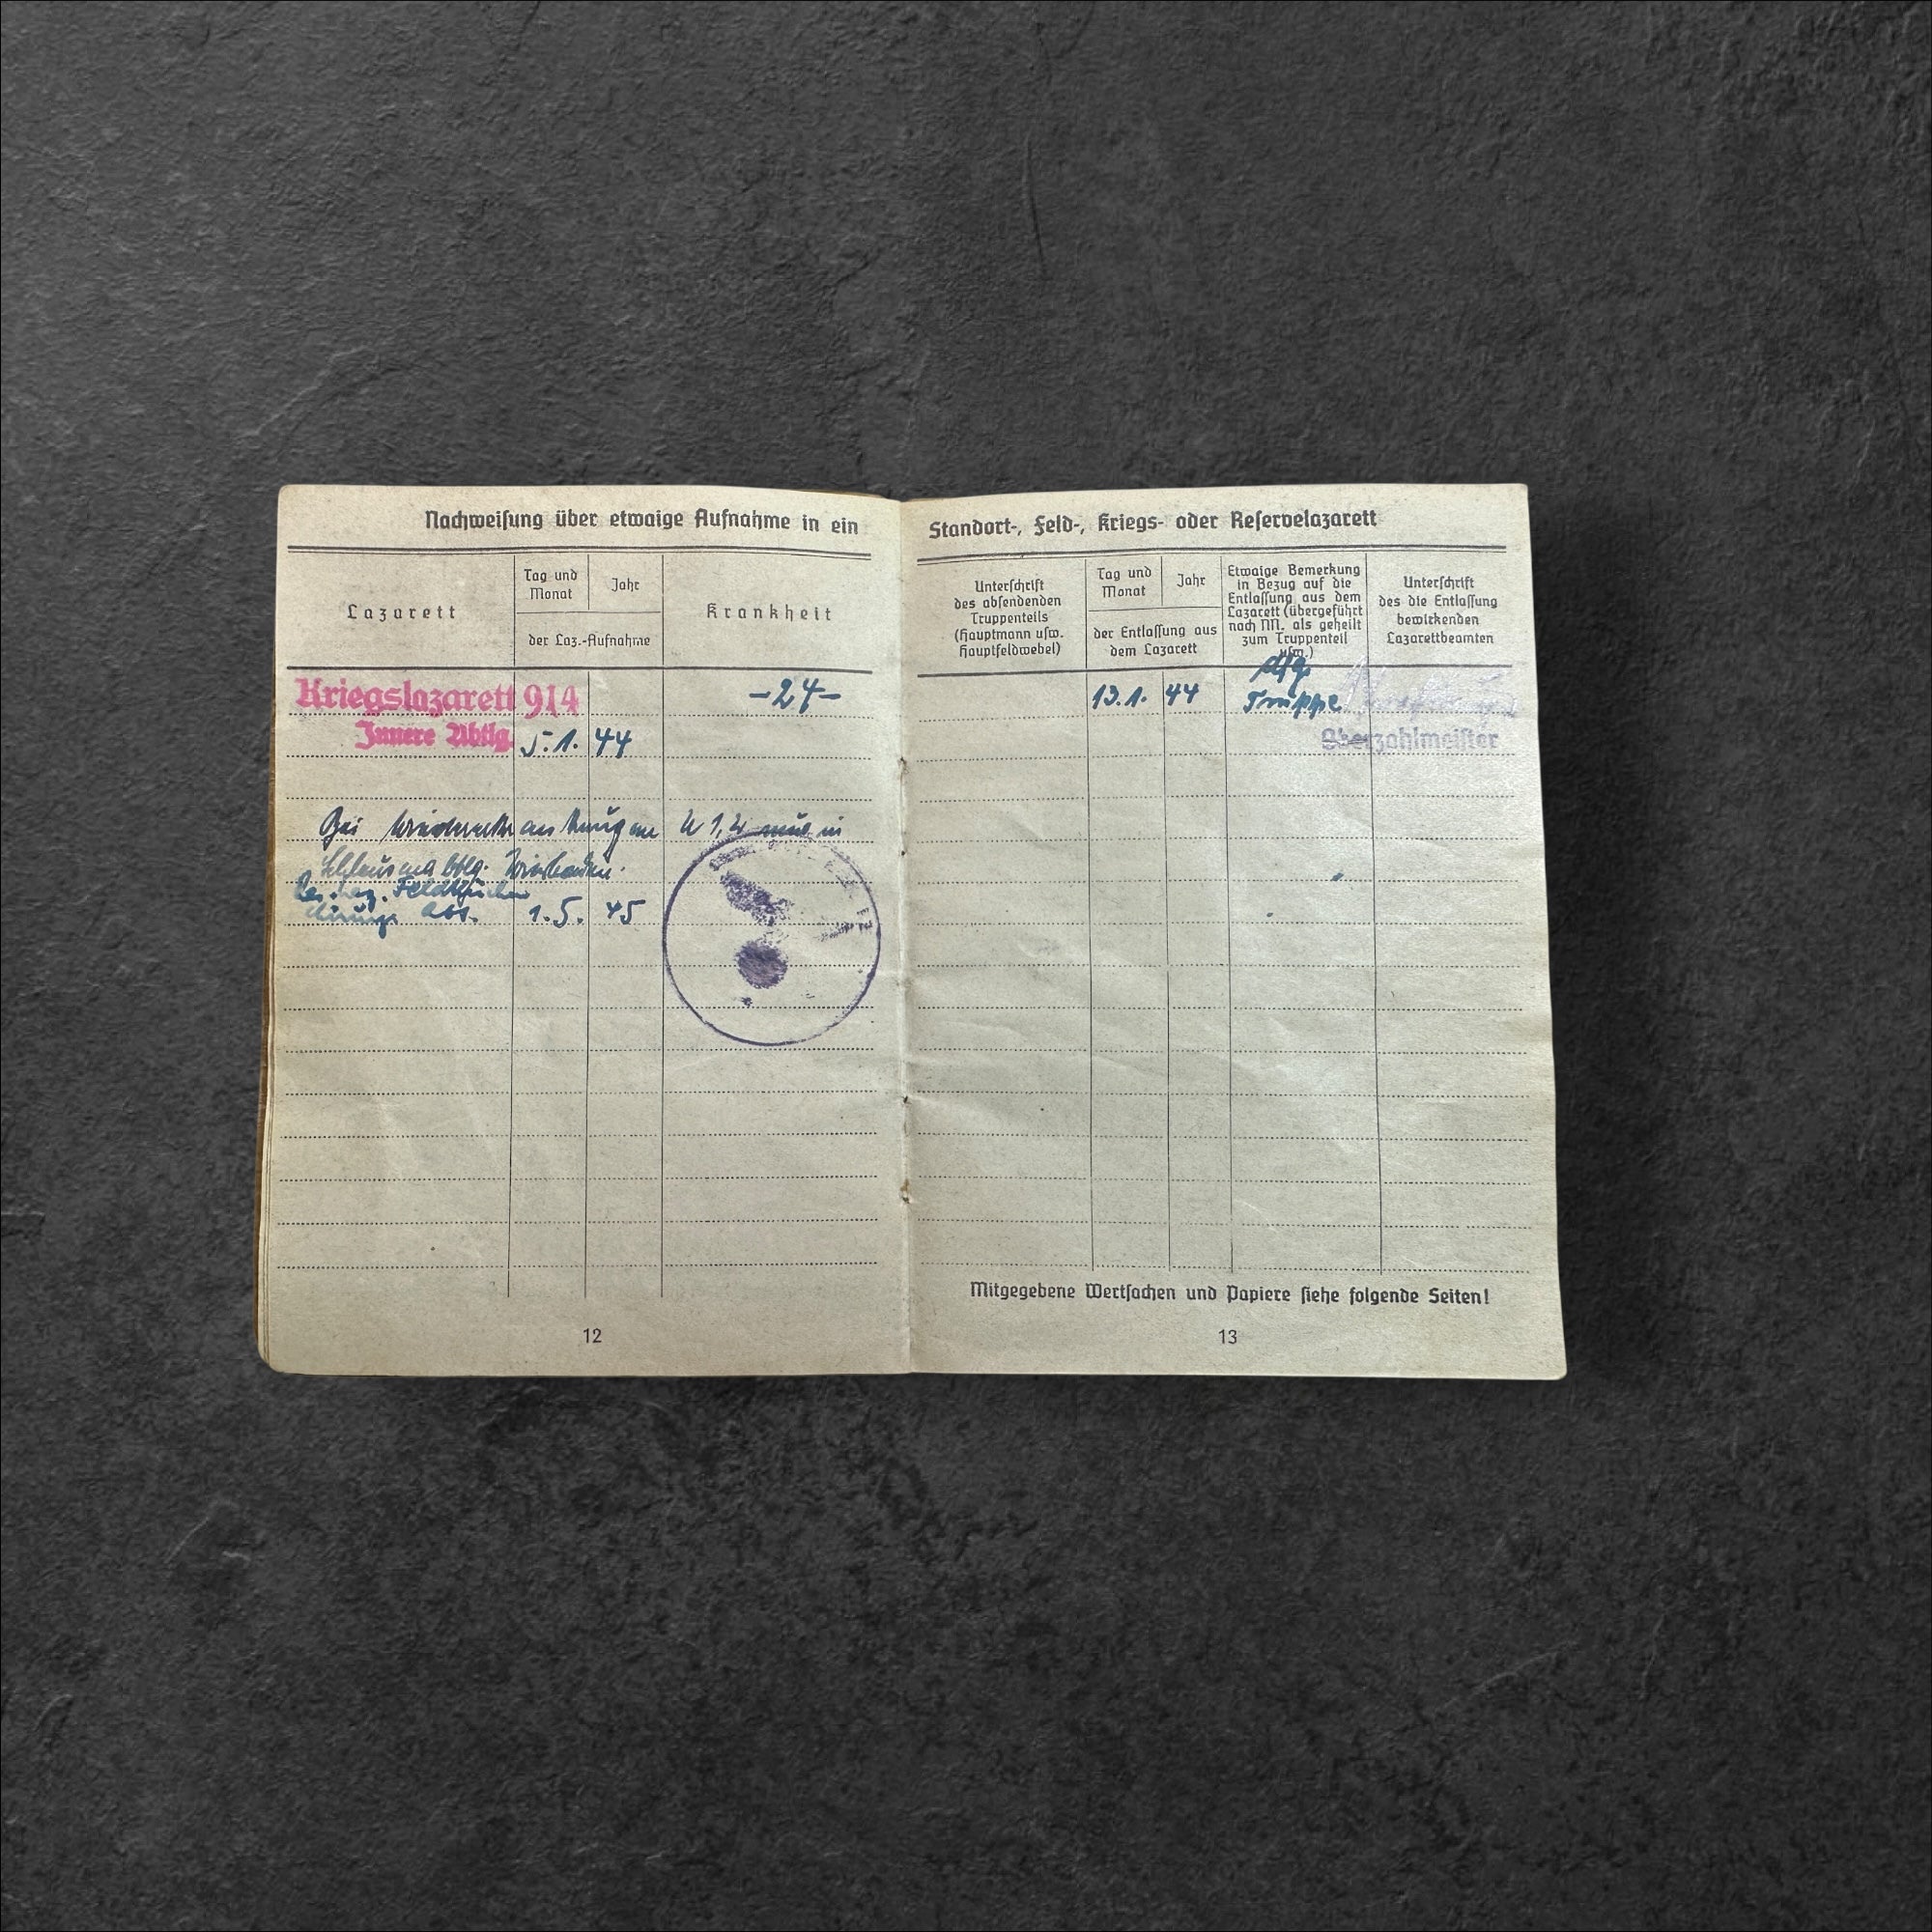 Nachweisung über etwaige Aufnahme in ein
Lazarett
Tag und
Monat
Jahr
der Laz.-Aufnahme
Krankheit
Kriegslazarett 914
Innere Abtlg.
5.1. 44
-24-
in
1.5. 45
12
Standort-, Feld-, Kriegs- oder Reservelazarett
Unterschrift
des absendenden
Truppenteils
(Hauptmann usw.
Hauptfeldwebel)
Tag und
Monat
Jahr
der Entlassung aus
dem Lazarett
Etwaige Bemerkung
in Bezug auf die
Entlassung aus dem
Lazarett (übergeführt
nach NN. als geheilt
zum Truppenteil
usw.)
Unterschrift
des die Entlassung
bewirkenden
Lazarettbeamten
13.1. 44
Truppe
Oberzahlmeister
Mitgegebene Wertsachen und Papiere siehe folgende Seiten!
13